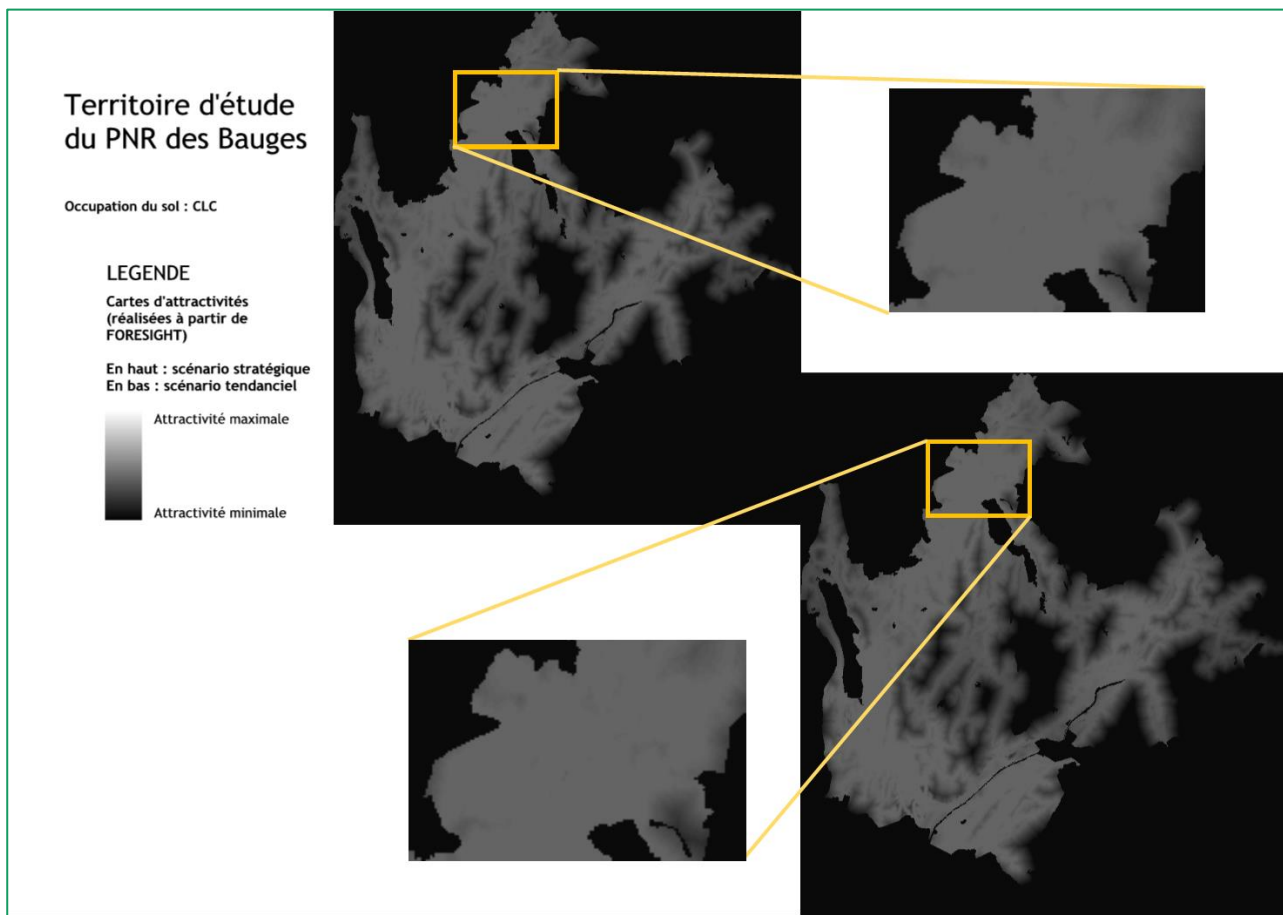 Territoire d'étude
du PNR des Bauges
Occupation du sol : CLC
LEGENDE
Cartes d'attractivités
(réalisées à partir de
FORESIGHT)
En haut : scénario stratégique
En bas : scénario tendanciel
Attractivité maximale
Attractivité minimale